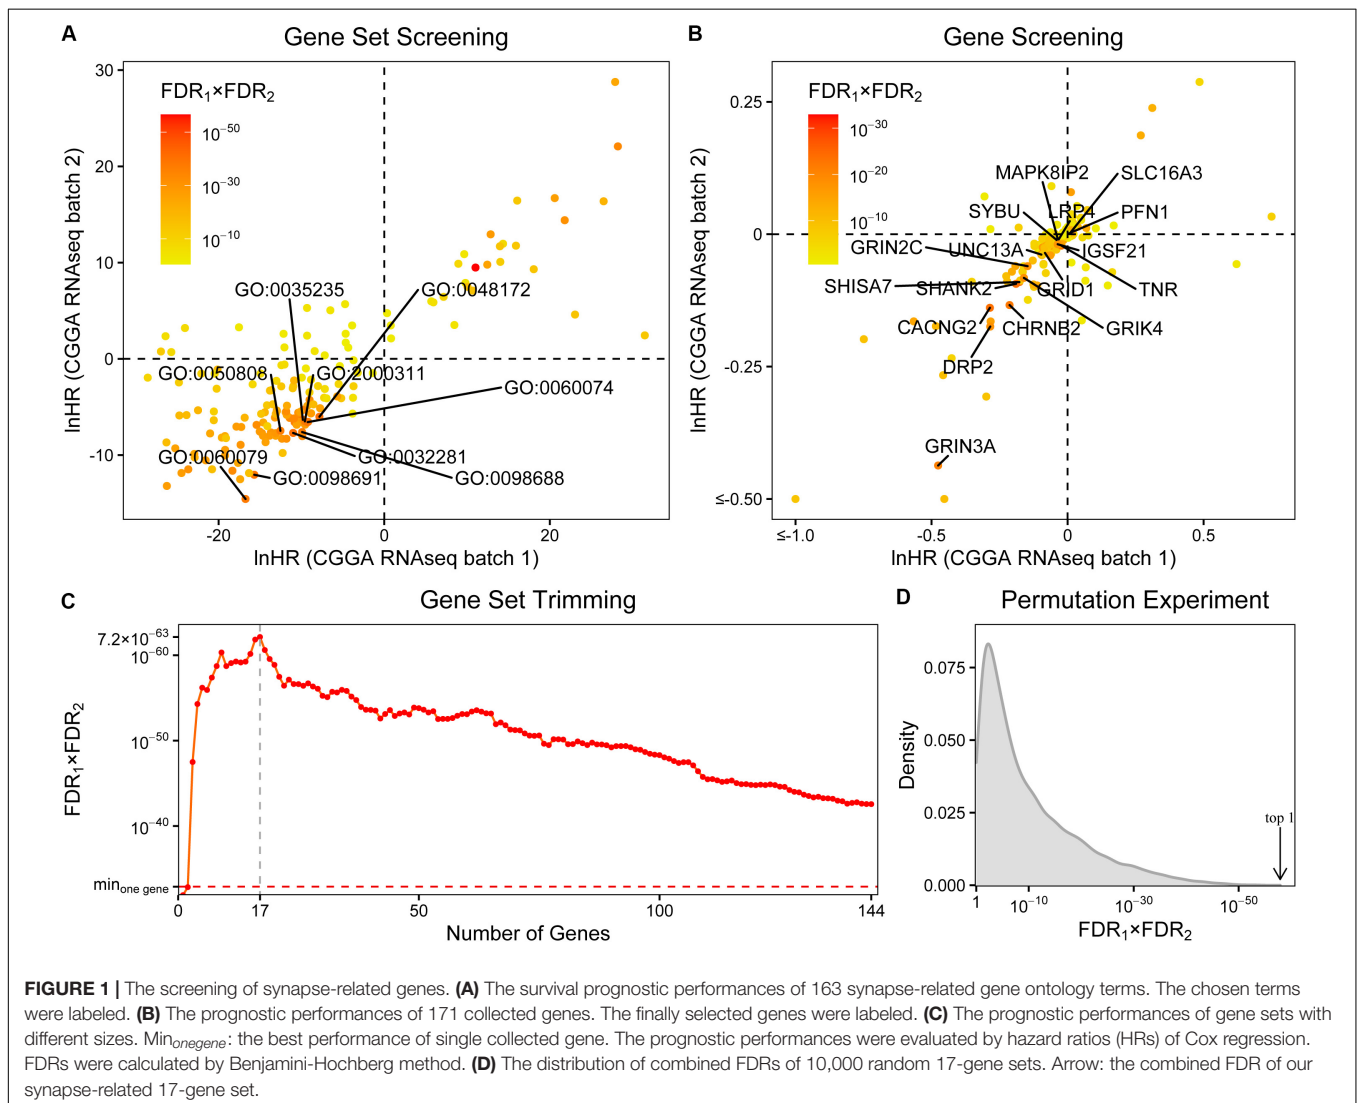 A
Gene Set Screening
FDR1×FDR2
10−50
10−30
10−10
30
20
10
0
-10
lnHR (CGGA RNAseq batch 2)
GO:0035235
GO:0048172
GO:0050808
GO:2000311
GO:0060074
GO:0060079
GO:0032281
GO:0098691
GO:0098688
-20
0
20
lnHR (CGGA RNAseq batch 1)
B
Gene Screening
FDR1×FDR2
10−30
10−20
10−10
0.25
0
-0.25
≤-0.50
lnHR (CGGA RNAseq batch 2)
MAPK8IP2
SLC16A3
SYBU
LRP4
PFN1
GRIN2C
UNC13A
IGSF21
SHISA7
SHANK2
GRID1
TNR
CACNG2
CHRNB2
GRIK4
DRP2
GRIN3A
≤-1.0
-0.5
0
0.5
lnHR (CGGA RNAseq batch 1)
C
Gene Set Trimming
7.2×10−63
10−60
10−50
10−40
minone gene
FDR1×FDR2
0
17
50
100
144
Number of Genes
D
Permutation Experiment
0.075
0.050
0.025
0.000
Density
top 1
1
10−10
10−30
10−50
FDR1×FDR2
FIGURE 1 | The screening of synapse-related genes. (A) The survival prognostic performances of 163 synapse-related gene ontology terms. The chosen terms
were labeled. (B) The prognostic performances of 171 collected genes. The finally selected genes were labeled. (C) The prognostic performances of gene sets with
different sizes. Minonegene: the best performance of single collected gene. The prognostic performances were evaluated by hazard ratios (HRs) of Cox regression.
FDRs were calculated by Benjamini-Hochberg method. (D) The distribution of combined FDRs of 10,000 random 17-gene sets. Arrow: the combined FDR of our
synapse-related 17-gene set.